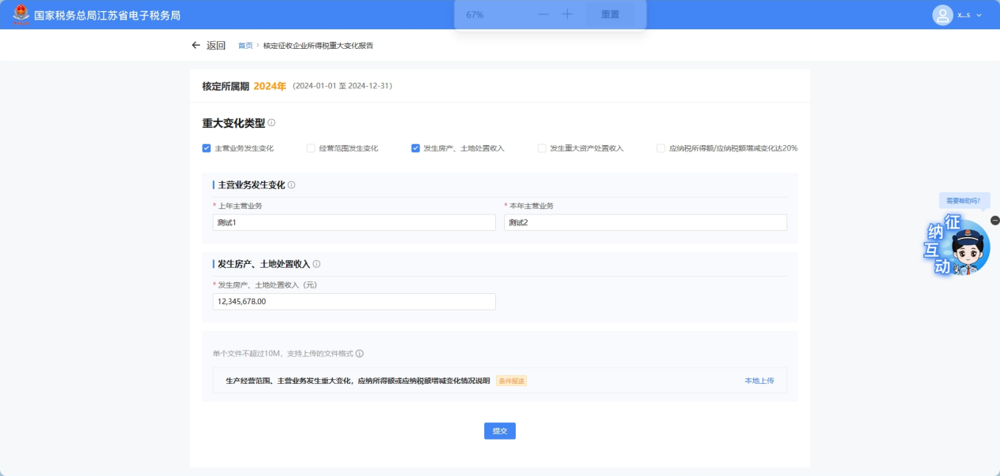 国家税务总局江苏省电子税务局
67% — + 重置
x...s
返回 首页 › 核定征收企业所得税重大变化报告
核定所属期 2024年 (2024-01-01 至 2024-12-31)
重大变化类型
主营业务发生变化 经营范围发生变化 发生房产、土地处置收入 发生重大资产处置收入 应纳税所得额/应纳税额增减变化达20%
主营业务发生变化
* 上年主营业务 * 本年主营业务
测试1 测试2
发生房产、土地处置收入
* 发生房产、土地处置收入（元）
12,345,678.00
单个文件不超过10M，支持上传的文件格式
生产经营范围、主营业务发生重大变化，应纳所得额或应纳税额增减变化情况说明 条件报送 本地上传
提交
需要帮助吗?
征纳互动